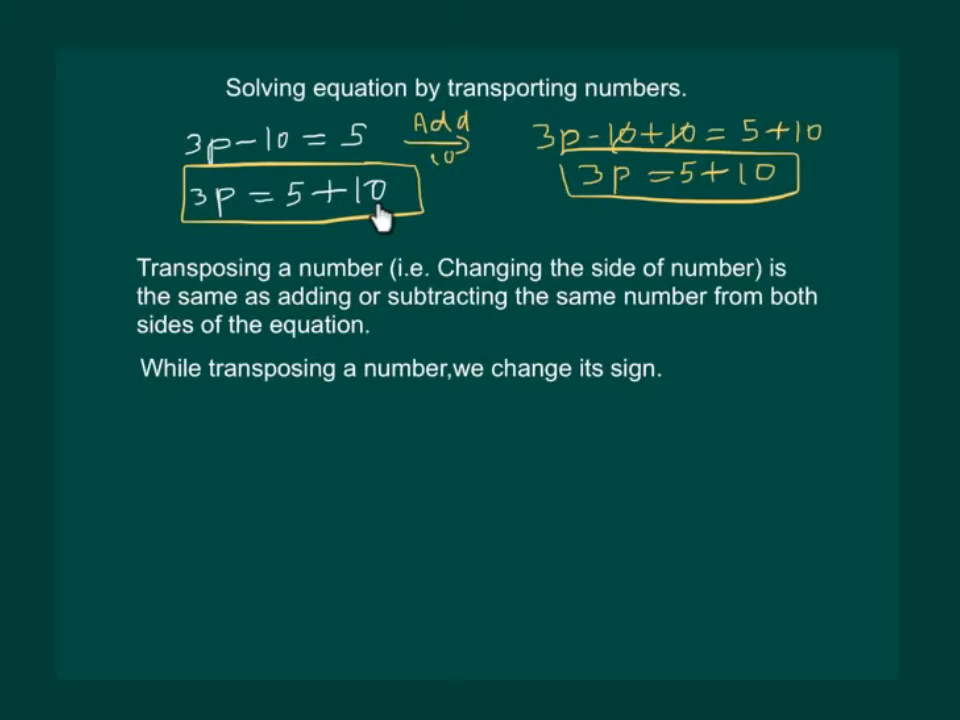 Solving equation by transporting numbers.
3p-10 = 5
Add
10
3p-10+10 = 5+10
3p = 5+10
3p = 5+10
Transposing a number (i.e. Changing the side of number) is
the same as adding or subtracting the same number from both
sides of the equation.
While transposing a number,we change its sign.